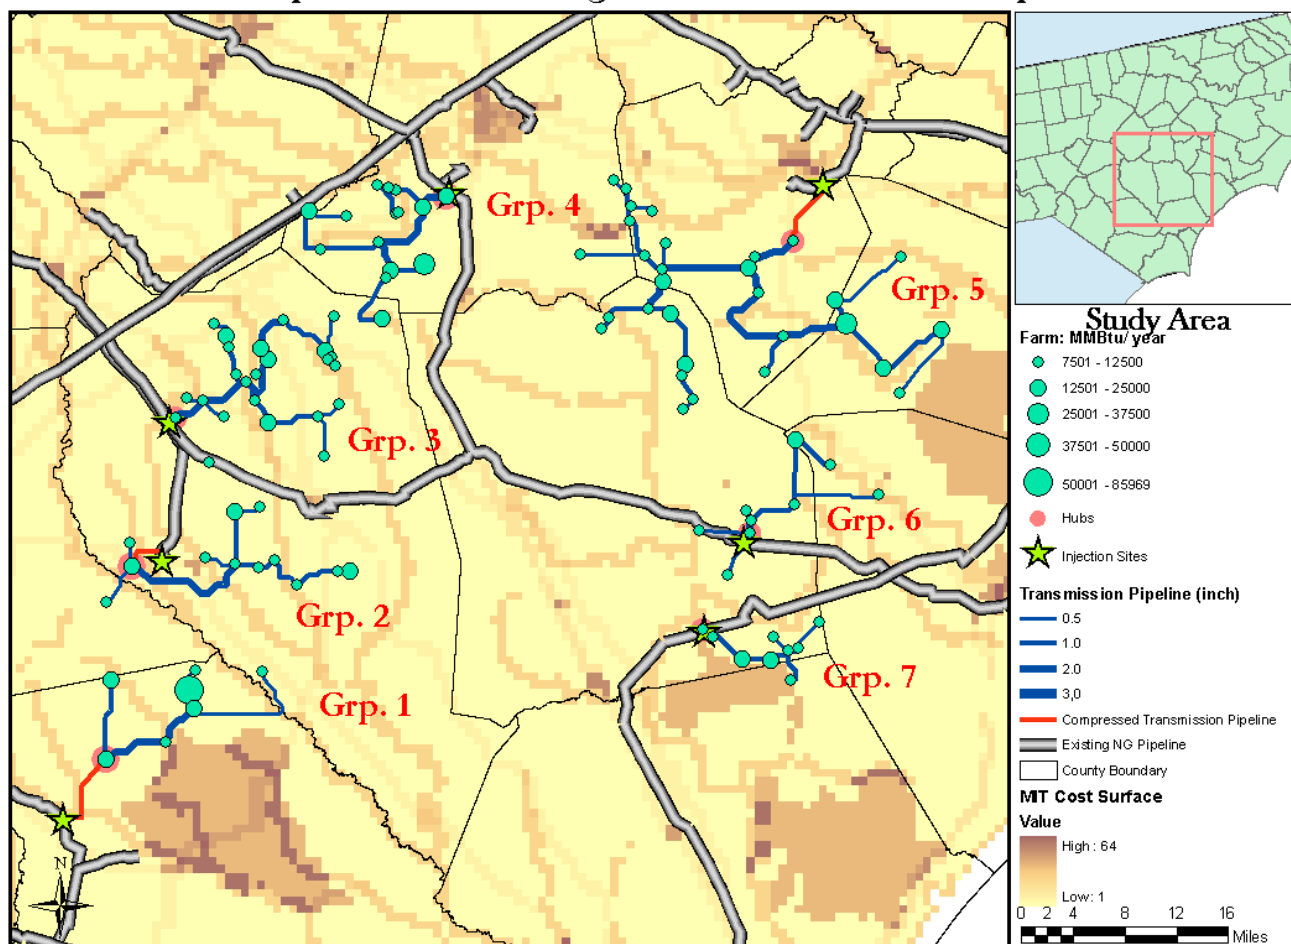 Grp. 4
Grp. 5
Grp. 3
Grp. 6
Grp. 2
Grp. 7
Grp. 1
N
Study Area
Farm: MMBtu/ year
7501 - 12500
12501 - 25000
25001 - 37500
37501 - 50000
50001 - 85969
Hubs
Injection Sites
Transmission Pipeline (inch)
0.5
1.0
2.0
3,0
Compressed Transmission Pipeline
Existing NG Pipeline
County Boundary
MIT Cost Surface
Value
High : 64
Low: 1
0 2 4 8 12 16
Miles